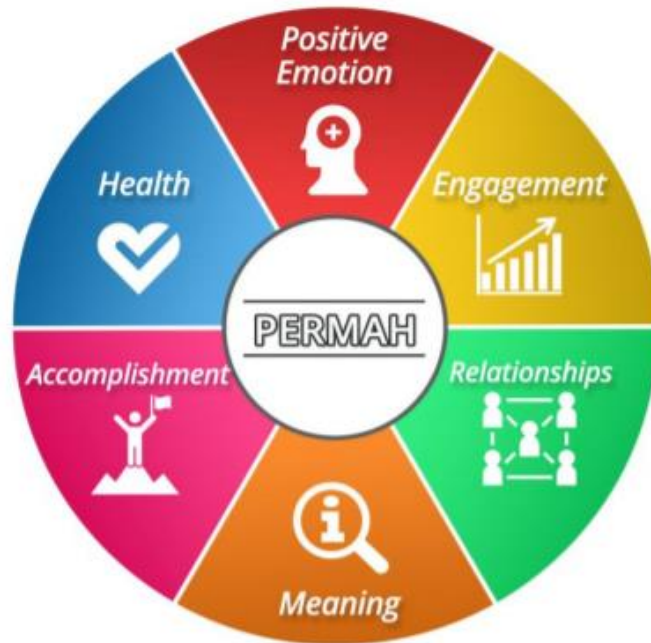 Positive
Emotion
Engagement
Relationships
Meaning
Accomplishment
Health
PERMAH